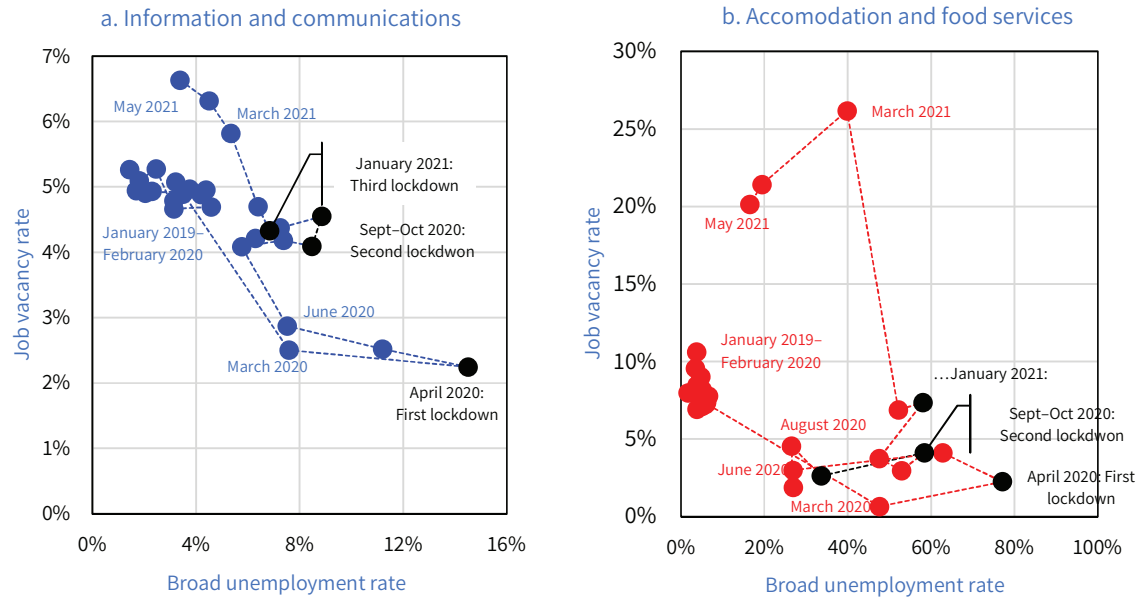 a. Information and communications
7%
6%
5%
4%
3%
2%
1%
0%
0%
4%
8%
12%
16%
Job vacancy rate
Broad unemployment rate
May 2021
March 2021
January 2021:
Third lockdown
January 2019–
February 2020
Sept–Oct 2020:
Second lockdwon
June 2020
March 2020
April 2020:
First lockdown
b. Accomodation and food services
30%
25%
20%
15%
10%
5%
0%
0%
20%
40%
60%
80%
100%
Job vacancy rate
Broad unemployment rate
March 2021
May 2021
January 2019–
February 2020
…January 2021:
Sept–Oct 2020:
Second lockdwon
August 2020
June 2020
March 2020
April 2020: First
lockdown